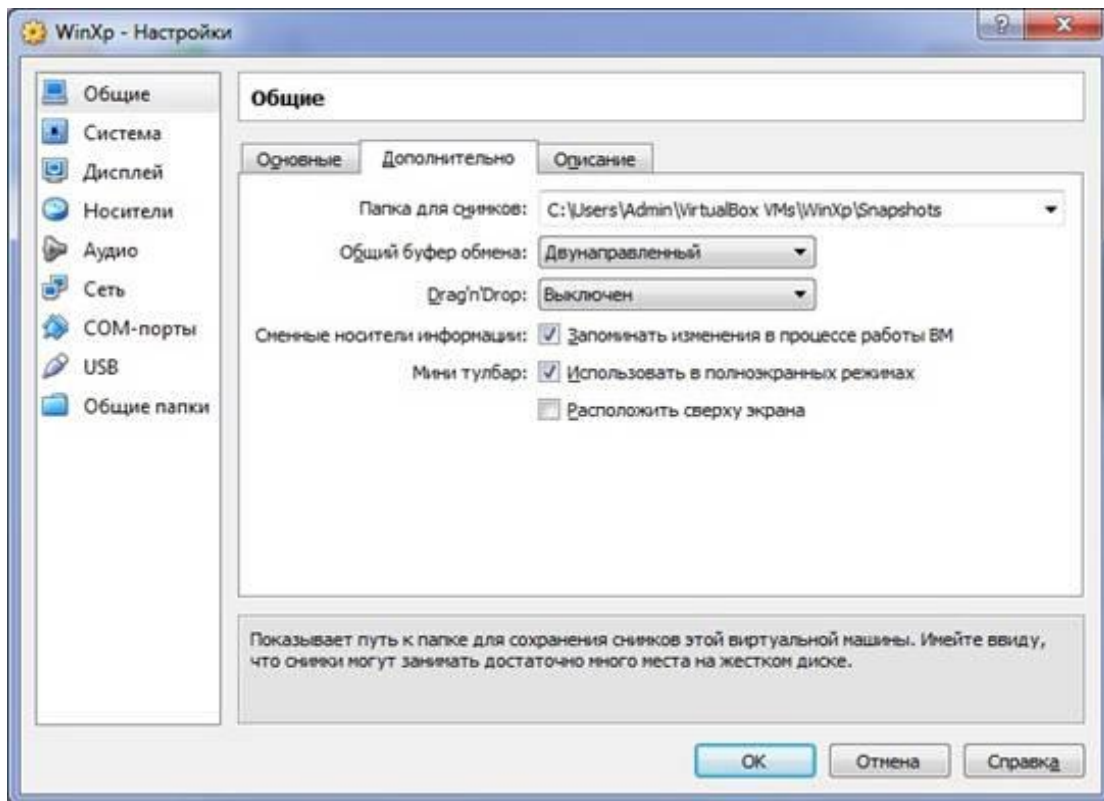 WinXp - Настройки
Общие
Система
Дисплей
Носители
Аудио
Сеть
COM-порты
USB
Общие папки
Общие
Основные Дополнительно Описание
Папка для снимков: C:\Users\Admin\VirtualBox VMs\WinXp\Snapshots
Общий буфер обмена: Двунаправленный
Drag'n'Drop: Выключен
Сменные носители информации: Запоминать изменения в процессе работы ВМ
Мини тулбар: Использовать в полноэкранных режимах
Расположить сверху экрана
Показывает путь к папке для сохранения снимков этой виртуальной машины. Имейте ввиду,
что снимки могут занимать достаточно много места на жестком диске.
OK Отмена Справка